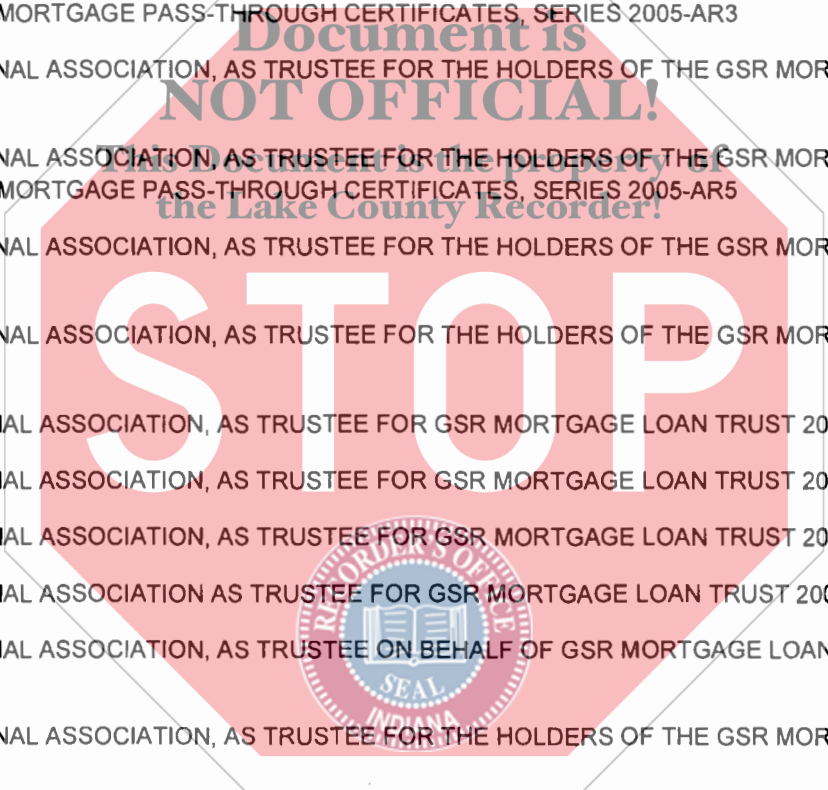 MORTGAGE PASS-THROUGH CERTIFICATES, SERIES 2005-AR3
Document is
NAL ASSOCIATION, AS TRUSTEE FOR THE HOLDERS OF THE GSR MOR
NOT OFFICIAL!
NAL ASSOCIATION, AS TRUSTEE FOR THE HOLDERS OF THE GSR MOR
This Document is the property of
MORTGAGE PASS-THROUGH CERTIFICATES, SERIES 2005-AR5
the Lake County Recorder!
NAL ASSOCIATION, AS TRUSTEE FOR THE HOLDERS OF THE GSR MOR
STOP
NAL ASSOCIATION, AS TRUSTEE FOR THE HOLDERS OF THE GSR MOR
AL ASSOCIATION, AS TRUSTEE FOR GSR MORTGAGE LOAN TRUST 20
AL ASSOCIATION, AS TRUSTEE FOR GSR MORTGAGE LOAN TRUST 20
AL ASSOCIATION, AS TRUSTEE FOR GSR MORTGAGE LOAN TRUST 20
RECORDER'S OFFICE
AL ASSOCIATION AS TRUSTEE FOR GSR MORTGAGE LOAN TRUST 200
AL ASSOCIATION, AS TRUSTEE ON BEHALF OF GSR MORTGAGE LOAN
SEAL
INDIANA
NAL ASSOCIATION, AS TRUSTEE FOR THE HOLDERS OF THE GSR MOR